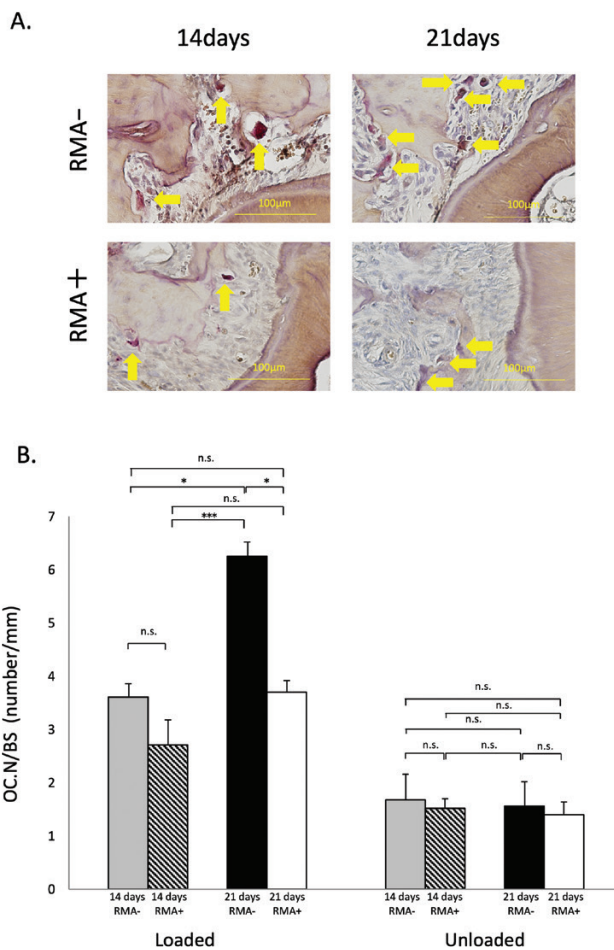 A.
14days
21days
RMA-
100μm
100μm
RMA+
100μm
100μm
B.
n.s.
*
*
n.s.
***
n.s.
n.s.
n.s.
n.s.
n.s.
n.s.
n.s.
OC.N/BS (number/mm)
7
6
5
4
3
2
1
0
14 days
RMA-
14 days
RMA+
21 days
RMA-
21 days
RMA+
14 days
RMA-
14 days
RMA+
21 days
RMA-
21 days
RMA+
Loaded
Unloaded